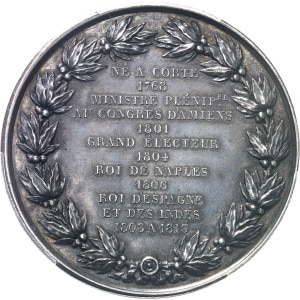 NÉ A CORTE
1768
MINISTRE PLÉNIPRE
AU CONGRÈS D'AMIENS
1801
GRAND ÉLECTEUR
1804
ROI DE NAPLES
1806
ROI D'ESPAGNE
ET DES INDES
1808 A 1813